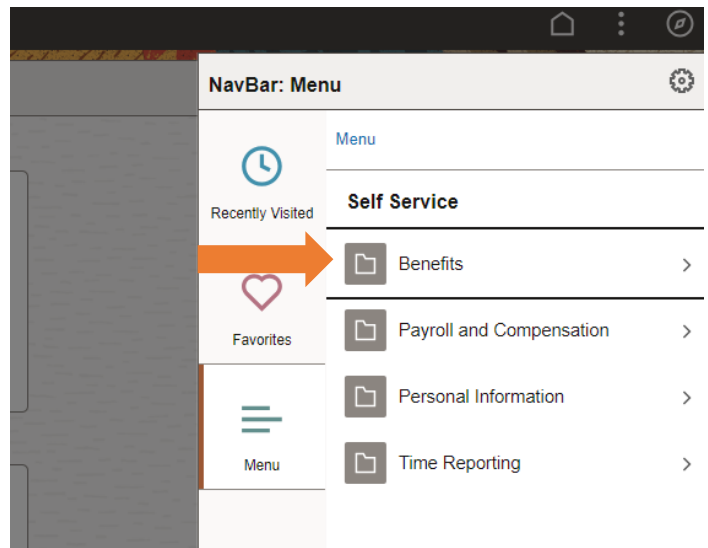 NavBar: Menu
Menu
Recently Visited
Self Service
Benefits
Favorites
Payroll and Compensation
Personal Information
Menu
Time Reporting